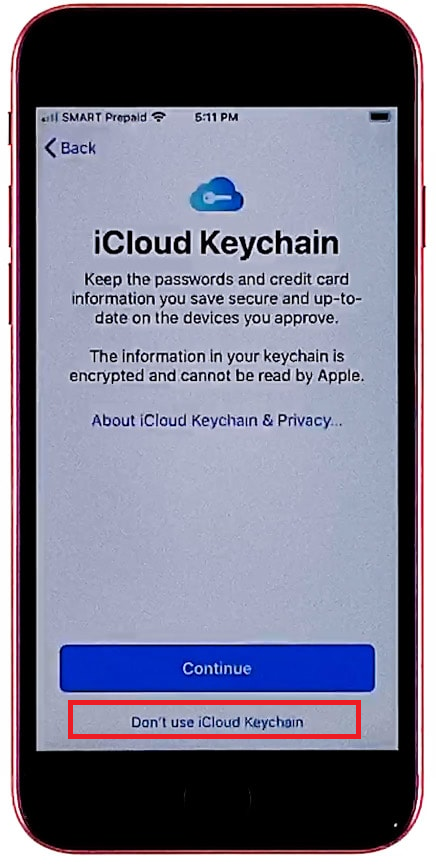 SMART Prepaid 5:11 PM
Back
iCloud Keychain
Keep the passwords and credit card
information you save secure and up-to-
date on the devices you approve.
The information in your keychain is
encrypted and cannot be read by Apple.
About iCloud Keychain & Privacy...
Continue
Don't use iCloud Keychain